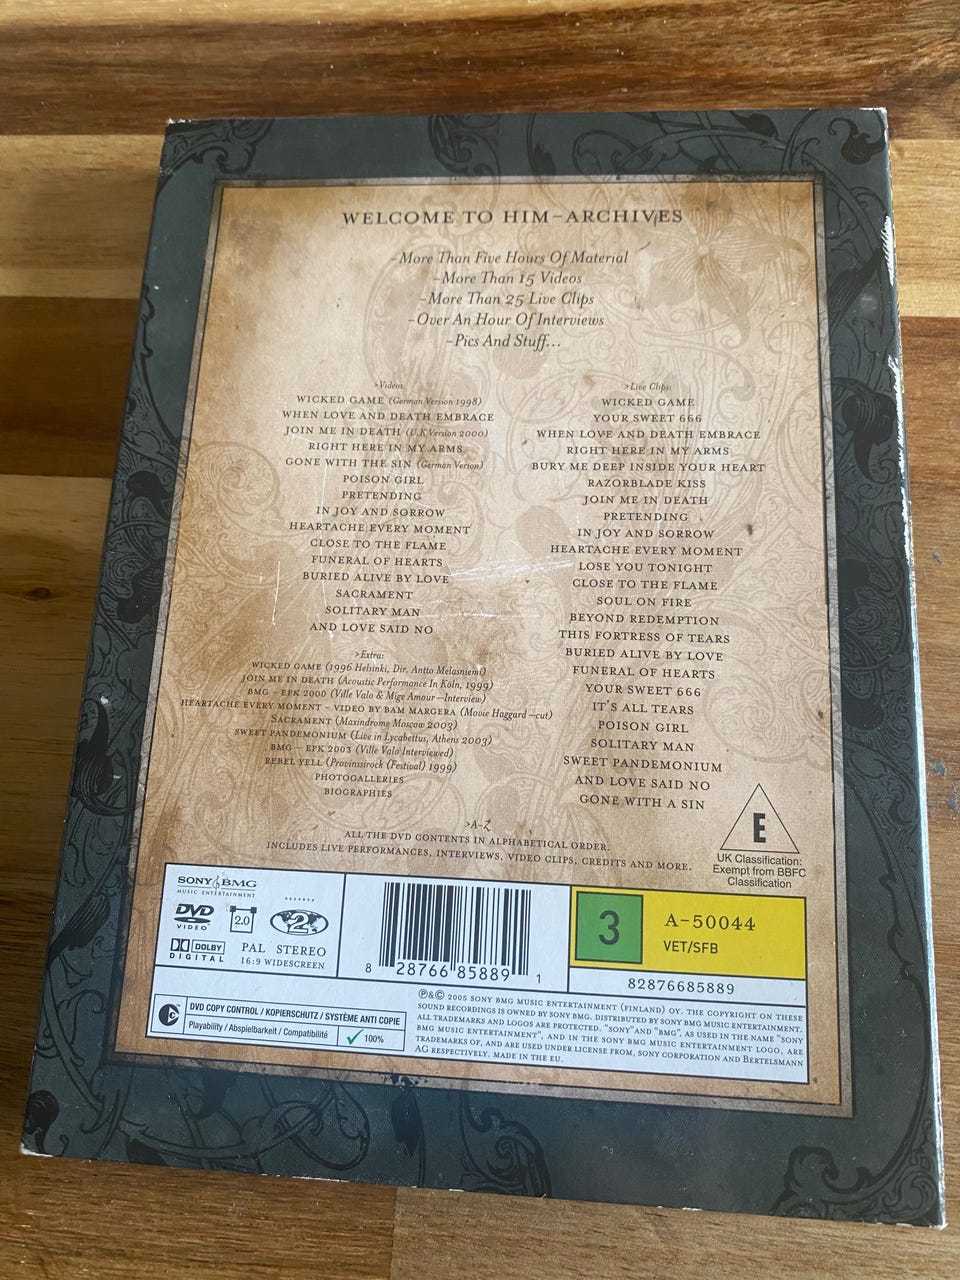 WELCOME TO HIM-ARCHIVES
-More Than Five Hours Of Material
-More Than 15 Videos
-More Than 25 Live Clips
-Over An Hour Of Interviews
-Pics And Stuff...
>Videos:
WICKED GAME (German Version 1998)
WHEN LOVE AND DEATH EMBRACE
JOIN ME IN DEATH (U.K Version 2000)
RIGHT HERE IN MY ARMS
GONE WITH THE SIN (German Verion)
POISON GIRL
PRETENDING
IN JOY AND SORROW
HEARTACHE EVERY MOMENT
CLOSE TO THE FLAME
FUNERAL OF HEARTS
BURIED ALIVE BY LOVE
SACRAMENT
SOLITARY MAN
AND LOVE SAID NO
>Extra:
WICKED GAME (1996 Helsinki, Dir. Antto Melasniemi)
JOIN ME IN DEATH (Acoustic Performance In Köln, 1999)
BMG - EPK 2000 (Ville Valo & Mige Amour -Interview)
HEARTACHE EVERY MOMENT - VIDEO BY BAM MARGERA (Movie Haggard -cut)
SACRAMENT (Maxindrome Moscow 2003)
SWEET PANDEMONIUM (Live in Lycabettus, Athens 2003)
BMG - EPK 2003 (Ville Valo Interviewed)
REBEL YELL (Provinssirock (Festival) 1999)
PHOTOGALLERIES
BIOGRAPHIES
>Live Clips:
WICKED GAME
YOUR SWEET 666
WHEN LOVE AND DEATH EMBRACE
RIGHT HERE IN MY ARMS
BURY ME DEEP INSIDE YOUR HEART
RAZORBLADE KISS
JOIN ME IN DEATH
PRETENDING
IN JOY AND SORROW
HEARTACHE EVERY MOMENT
LOSE YOU TONIGHT
CLOSE TO THE FLAME
SOUL ON FIRE
BEYOND REDEMPTION
THIS FORTRESS OF TEARS
BURIED ALIVE BY LOVE
FUNERAL OF HEARTS
YOUR SWEET 666
IT'S ALL TEARS
POISON GIRL
SOLITARY MAN
SWEET PANDEMONIUM
AND LOVE SAID NO
GONE WITH A SIN
>A-Z
ALL THE DVD CONTENTS IN ALPHABETICAL ORDER.
INCLUDES LIVE PERFORMANCES, INTERVIEWS, VIDEO CLIPS, CREDITS AND MORE.
E
UK Classification:
Exempt from BBFC
Classification
SONY BMG
MUSIC ENTERTAINMENT
DVD
VIDEO
2.0
2
DOLBY
DIGITAL
PAL STEREO
16:9 WIDESCREEN
8 28766 85889 1
3
A-50044
VET/SFB
82876685889
DVD COPY CONTROL / KOPIERSCHUTZ / SYSTÈME ANTI COPIE
Playability / Abspielbarkeit / Compatibilité
100%
℗&© 2005 SONY BMG MUSIC ENTERTAINMENT (FINLAND) OY. THE COPYRIGHT ON THESE
SOUND RECORDINGS IS OWNED BY SONY BMG. DISTRIBUTED BY SONY BMG MUSIC ENTERTAINMENT.
ALL TRADEMARKS AND LOGOS ARE PROTECTED. "SONY"AND "BMG", AS USED IN THE NAME "SONY
BMG MUSIC ENTERTAINMENT", AND IN THE SONY BMG MUSIC ENTERTAINMENT LOGO, ARE
TRADEMARKS OF, AND ARE USED UNDER LICENSE FROM, SONY CORPORATION AND BERTELSMANN
AG RESPECTIVELY. MADE IN THE EU.